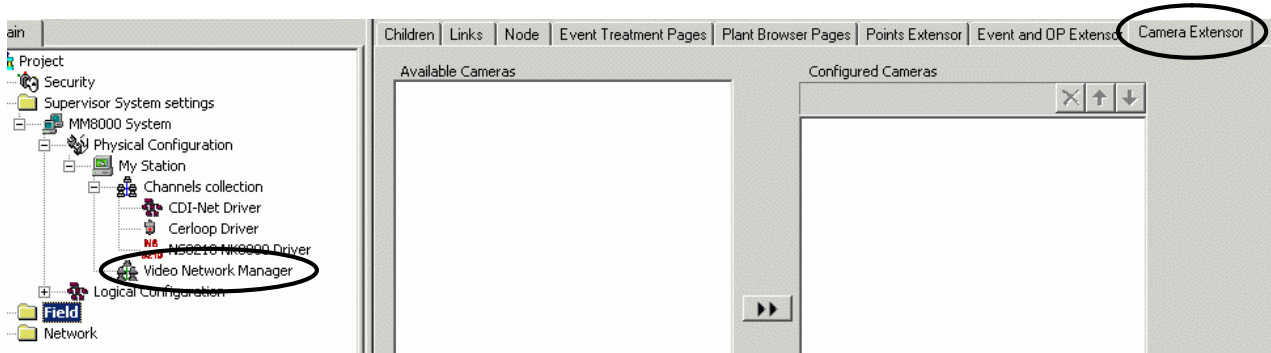 ain
Children Links Node Event Treatment Pages Plant Browser Pages Points Extensor Event and OP Extensor Camera Extensor
Project
Security
Supervisor System settings
MM8000 System
Physical Configuration
My Station
Channels collection
CDI-Net Driver
Cerloop Driver
NS8210 NK8000 Driver
Video Network Manager
Logical Configuration
Field
Network
Available Cameras
Configured Cameras